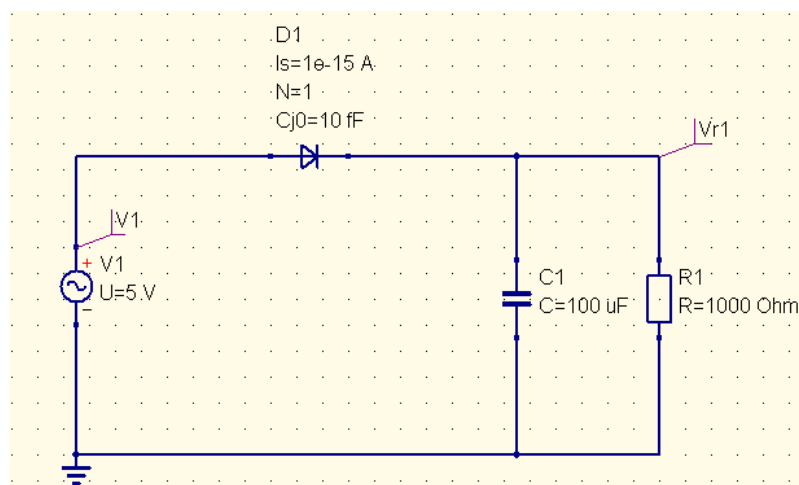 D1
Is=1e-15 A
N=1
Cj0=10 fF
Vr1
V1
+ V1
U=5 V
−
C1
C=100 uF
R1
R=1000 Ohm